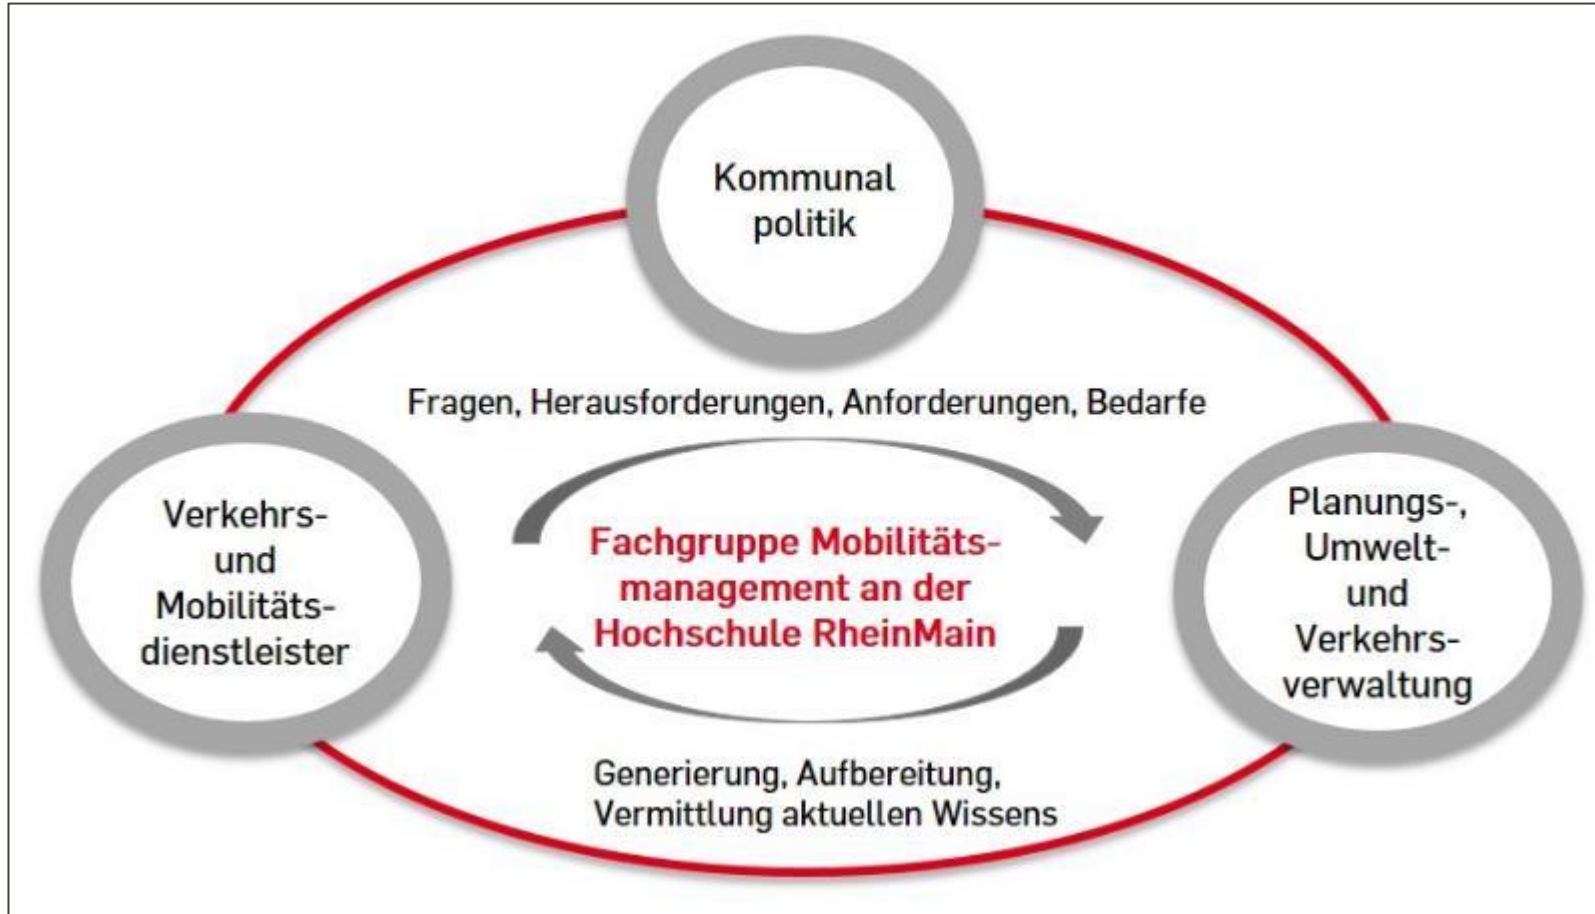 Kommunal
politik
Fragen, Herausforderungen, Anforderungen, Bedarfe
Verkehrs-
und
Mobilitäts-
dienstleister
Fachgruppe Mobilitäts-
management an der
Hochschule RheinMain
Planungs-,
Umwelt-
und
Verkehrs-
verwaltung
Generierung, Aufbereitung,
Vermittlung aktuellen Wissens